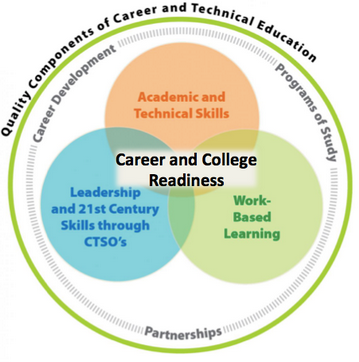 Quality Components of Career and Technical Education
Career Development
Programs of Study
Academic and
Technical Skills
Career and College
Readiness
Leadership
and 21st Century
Skills through
CTSO's
Work-
Based
Learning
Partnerships